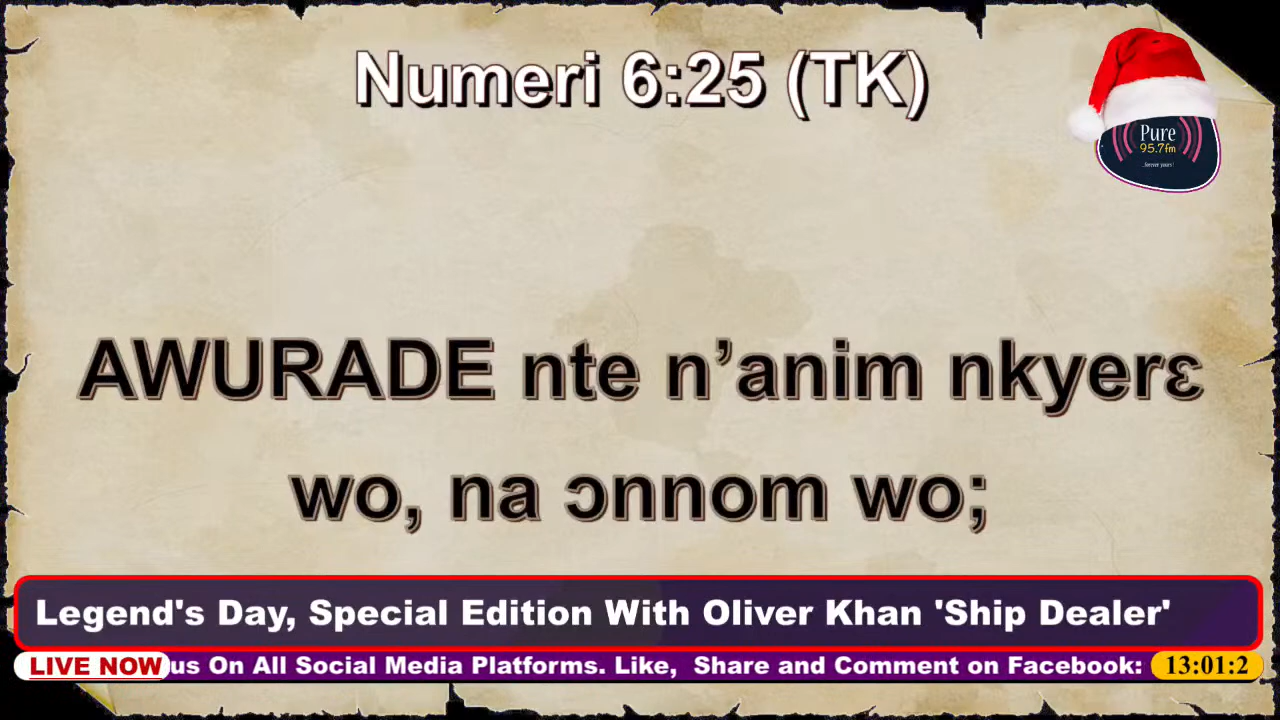 Numeri 6:25 (TK)
Pure
95.7fm
...forever yours!
AWURADE nte n’anim nkyerɛ
wo, na ɔnnom wo;
Legend's Day, Special Edition With Oliver Khan 'Ship Dealer'
LIVE NOW us On All Social Media Platforms. Like,  Share and Comment on Facebook: 13:01:2